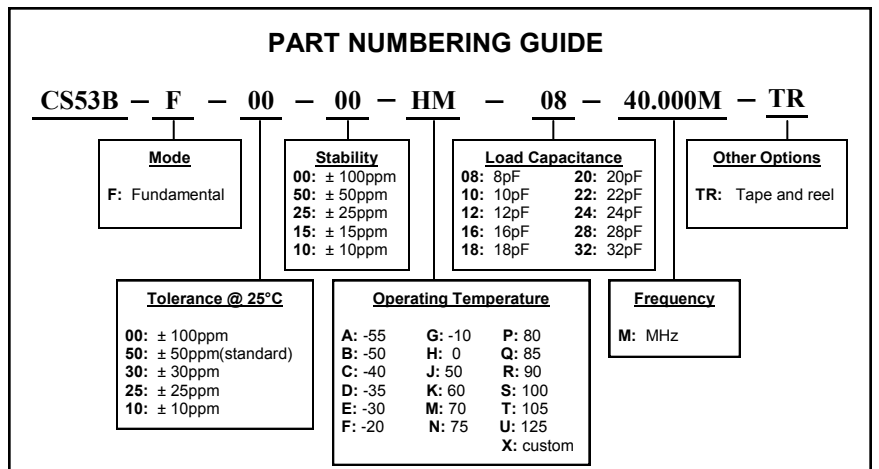 PART NUMBERING GUIDE
CS53B – F - 00 - 00 - HM - 08 - 40.000M - TR
Mode
F: Fundamental
Stability
00: ± 100ppm
50: ± 50ppm
25: ± 25ppm
15: ± 15ppm
10: ± 10ppm
Load Capacitance
08: 8pF 20: 20pF
10: 10pF 22: 22pF
12: 12pF 24: 24pF
16: 16pF 28: 28pF
18: 18pF 32: 32pF
Other Options
TR: Tape and reel
Tolerance @ 25°C
00: ± 100ppm
50: ± 50ppm(standard)
30: ± 30ppm
25: ± 25ppm
10: ± 10ppm
Operating Temperature
A: -55 G: -10 P: 80
B: -50 H: 0 Q: 85
C: -40 J: 50 R: 90
D: -35 K: 60 S: 100
E: -30 M: 70 T: 105
F: -20 N: 75 U: 125
X: custom
Frequency
M: MHz